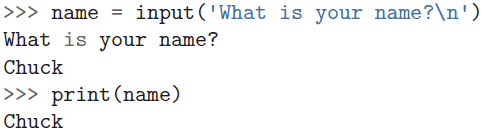 >>> name = input('What is your name?\n')
What is your name?
Chuck
>>> print(name)
Chuck